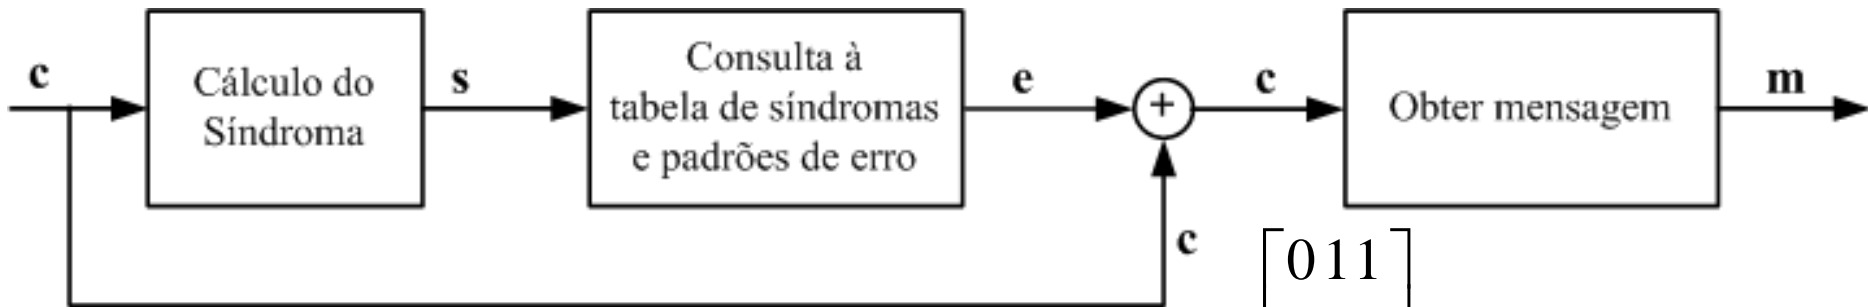 c
Cálculo do
Síndroma
s
Consulta à
tabela de síndromas
e padrões de erro
e
+
c
Obter mensagem
m
c
011